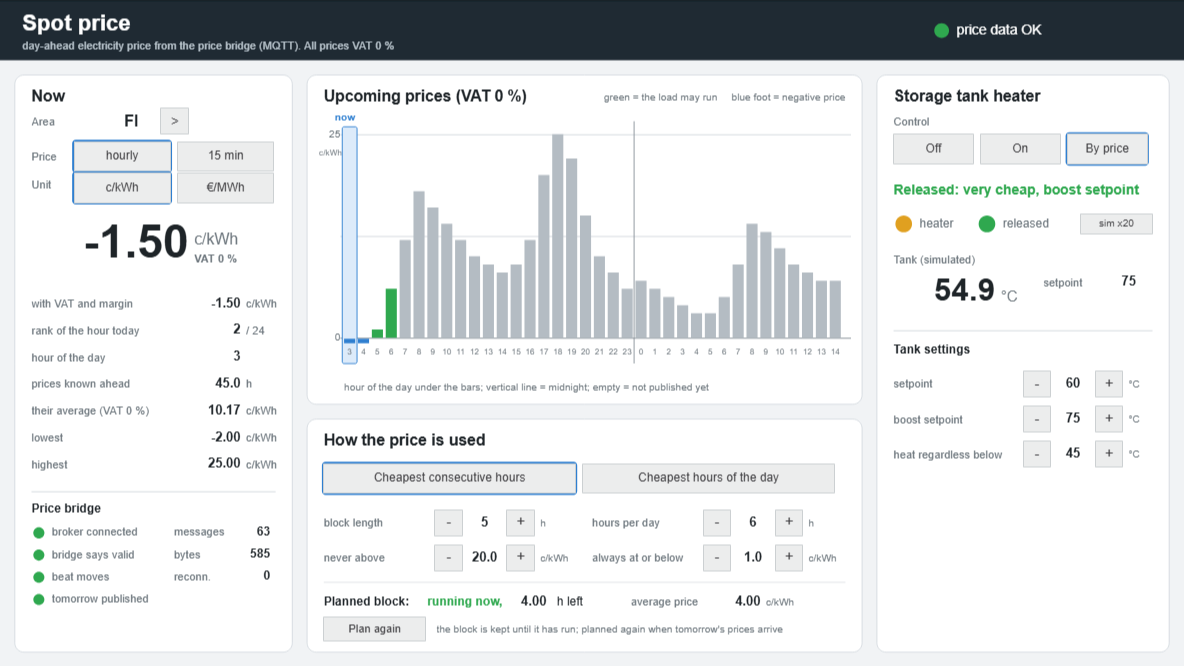 Spot price
day-ahead electricity price from the price bridge (MQTT). All prices VAT 0 %
price data OK
Now
Area FI >
Price hourly 15 min
Unit c/kWh €/MWh
-1.50 c/kWh
VAT 0 %
with VAT and margin -1.50 c/kWh
rank of the hour today 2 / 24
hour of the day 3
prices known ahead 45.0 h
their average (VAT 0 %) 10.17 c/kWh
lowest -2.00 c/kWh
highest 25.00 c/kWh
Price bridge
broker connected messages 63
bridge says valid bytes 585
beat moves reconn. 0
tomorrow published
Upcoming prices (VAT 0 %) green = the load may run blue foot = negative price
now
25
c/kWh
0
3 4 5 6 7 8 9 10 11 12 13 14 15 16 17 18 19 20 21 22 23 0 1 2 3 4 5 6 7 8 9 10 11 12 13 14
hour of the day under the bars; vertical line = midnight; empty = not published yet
How the price is used
Cheapest consecutive hours Cheapest hours of the day
block length - 5 + h hours per day - 6 + h
never above - 20.0 + c/kWh always at or below - 1.0 + c/kWh
Planned block: running now, 4.00 h left average price 4.00 c/kWh
Plan again the block is kept until it has run; planned again when tomorrow's prices arrive
Storage tank heater
Control
Off On By price
Released: very cheap, boost setpoint
heater released sim x20
Tank (simulated)
54.9 °C setpoint 75
Tank settings
setpoint - 60 + °C
boost setpoint - 75 + °C
heat regardless below - 45 + °C